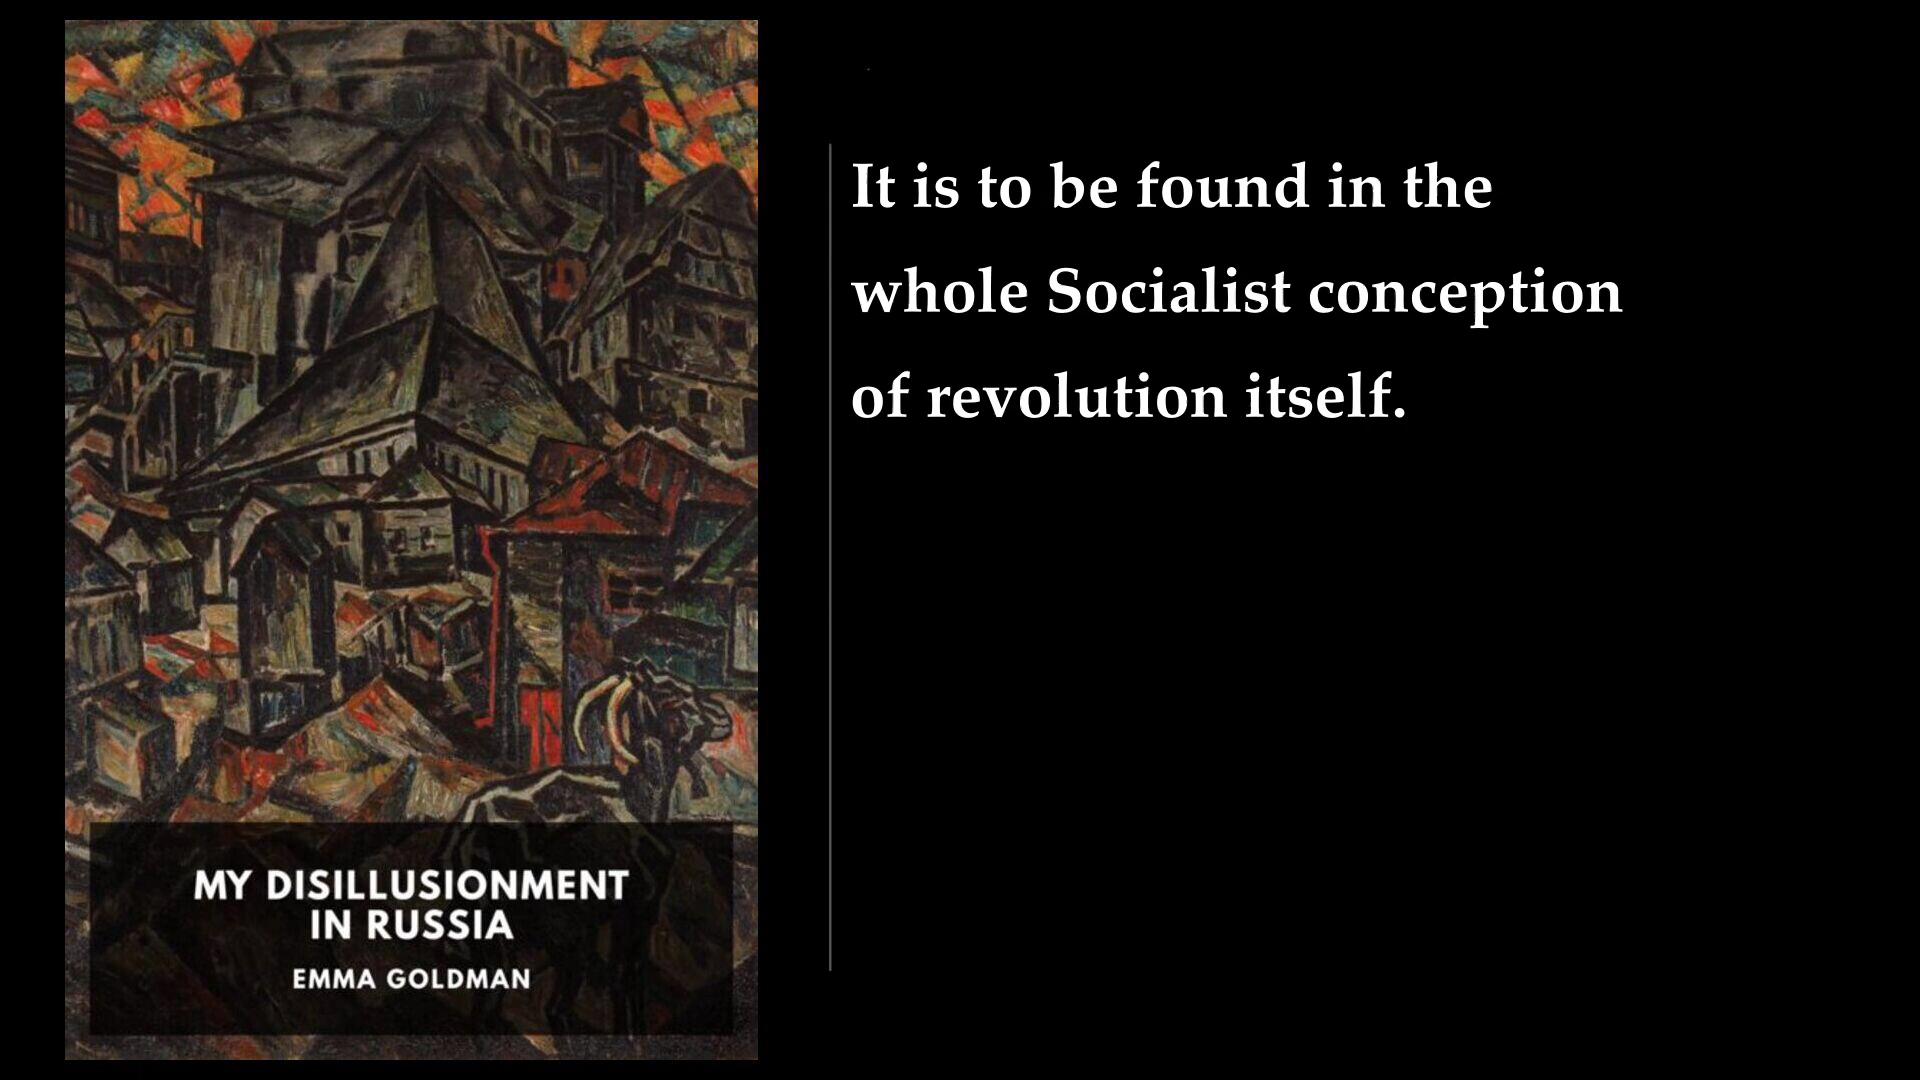 It is to be found in the
whole Socialist conception
of revolution itself.
MY DISILLUSIONMENT
IN RUSSIA
EMMA GOLDMAN